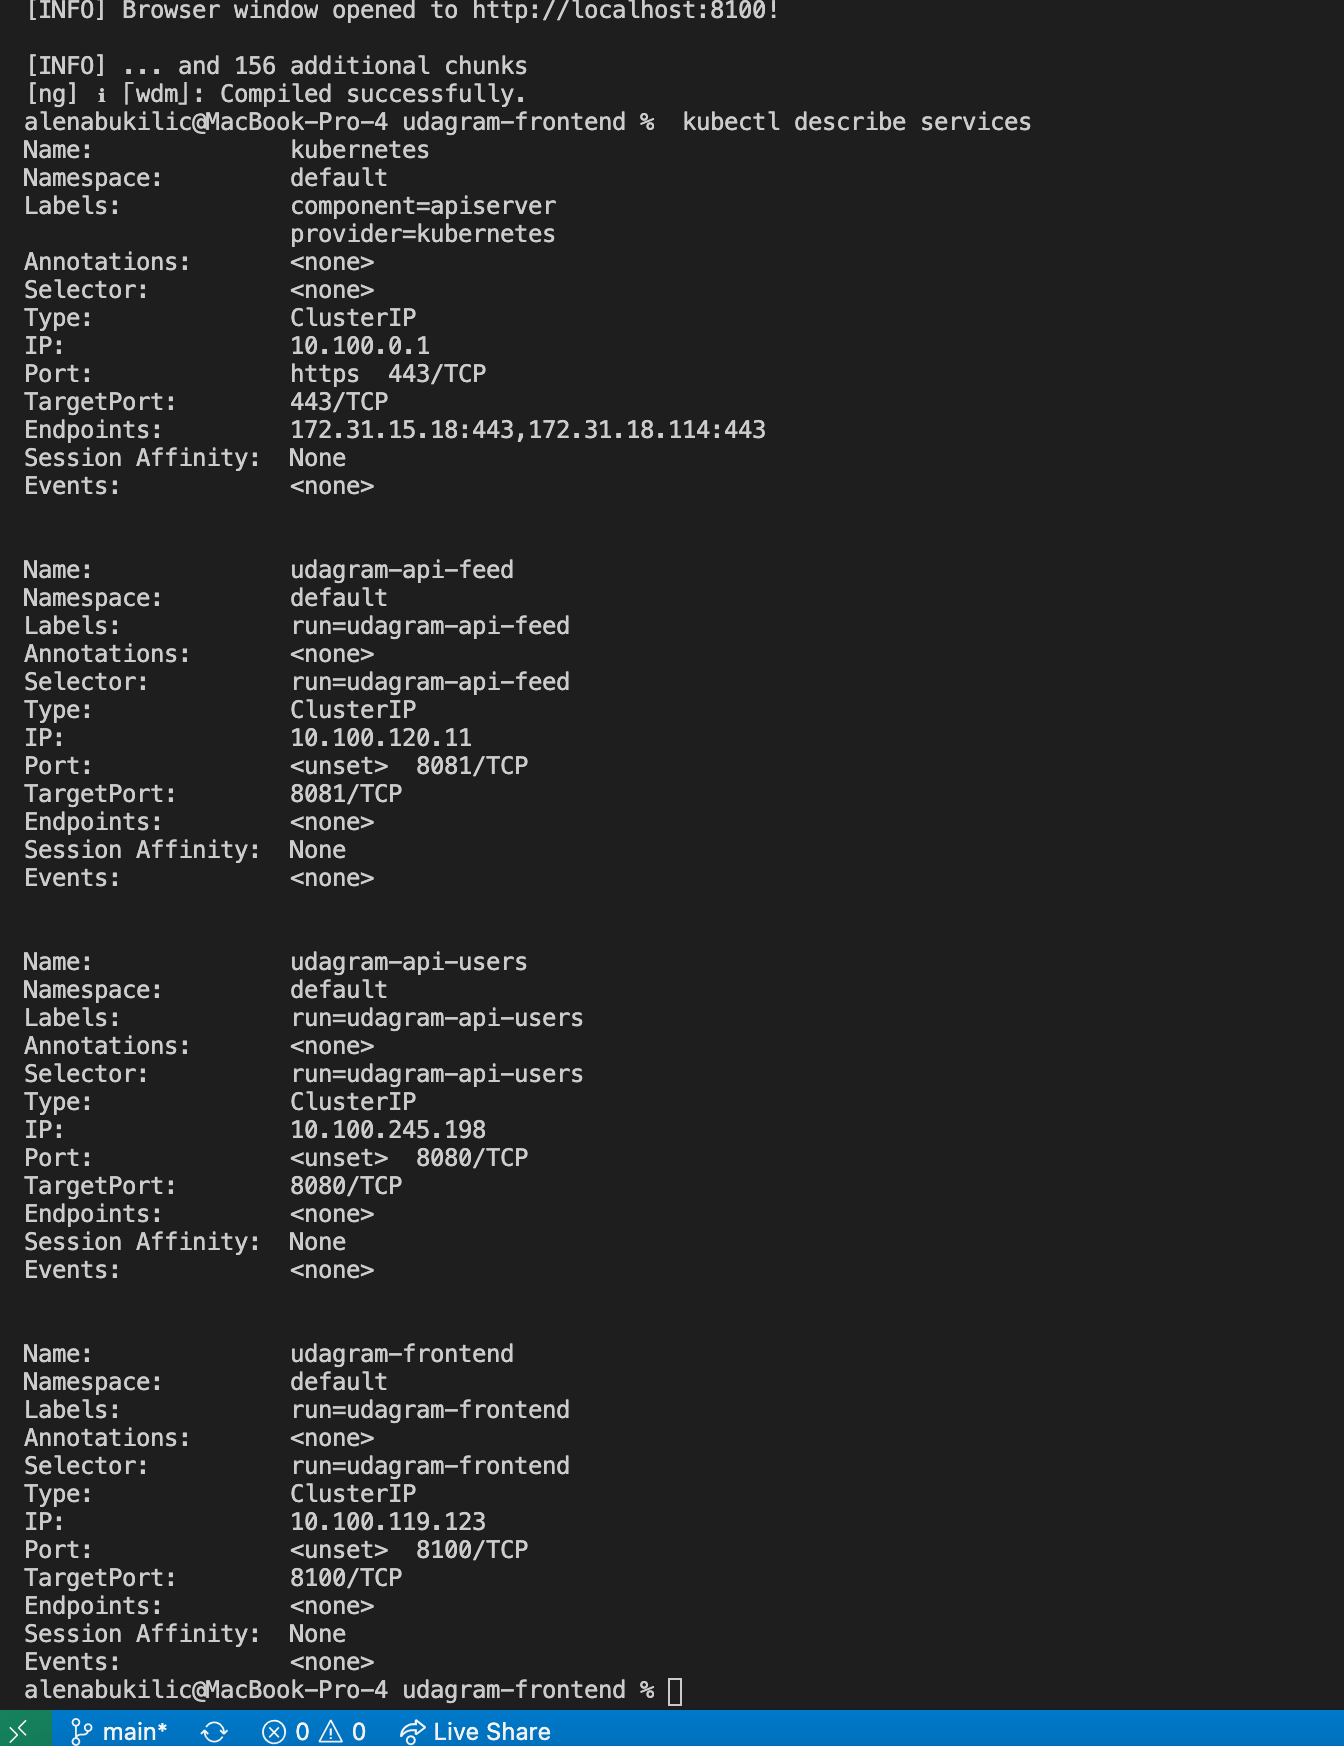 [INFO] Browser window opened to http://localhost:8100!
[INFO] ... and 156 additional chunks
[ng] ℹ ｢wdm｣: Compiled successfully.
alenabukilic@MacBook-Pro-4 udagram-frontend %  kubectl describe services
Name:              kubernetes
Namespace:         default
Labels:            component=apiserver
                   provider=kubernetes
Annotations:       <none>
Selector:          <none>
Type:              ClusterIP
IP:                10.100.0.1
Port:              https  443/TCP
TargetPort:        443/TCP
Endpoints:         172.31.15.18:443,172.31.18.114:443
Session Affinity:  None
Events:            <none>
Name:              udagram-api-feed
Namespace:         default
Labels:            run=udagram-api-feed
Annotations:       <none>
Selector:          run=udagram-api-feed
Type:              ClusterIP
IP:                10.100.120.11
Port:              <unset>  8081/TCP
TargetPort:        8081/TCP
Endpoints:         <none>
Session Affinity:  None
Events:            <none>
Name:              udagram-api-users
Namespace:         default
Labels:            run=udagram-api-users
Annotations:       <none>
Selector:          run=udagram-api-users
Type:              ClusterIP
IP:                10.100.245.198
Port:              <unset>  8080/TCP
TargetPort:        8080/TCP
Endpoints:         <none>
Session Affinity:  None
Events:            <none>
Name:              udagram-frontend
Namespace:         default
Labels:            run=udagram-frontend
Annotations:       <none>
Selector:          run=udagram-frontend
Type:              ClusterIP
IP:                10.100.119.123
Port:              <unset>  8100/TCP
TargetPort:        8100/TCP
Endpoints:         <none>
Session Affinity:  None
Events:            <none>
alenabukilic@MacBook-Pro-4 udagram-frontend %
main* 0 0 Live Share